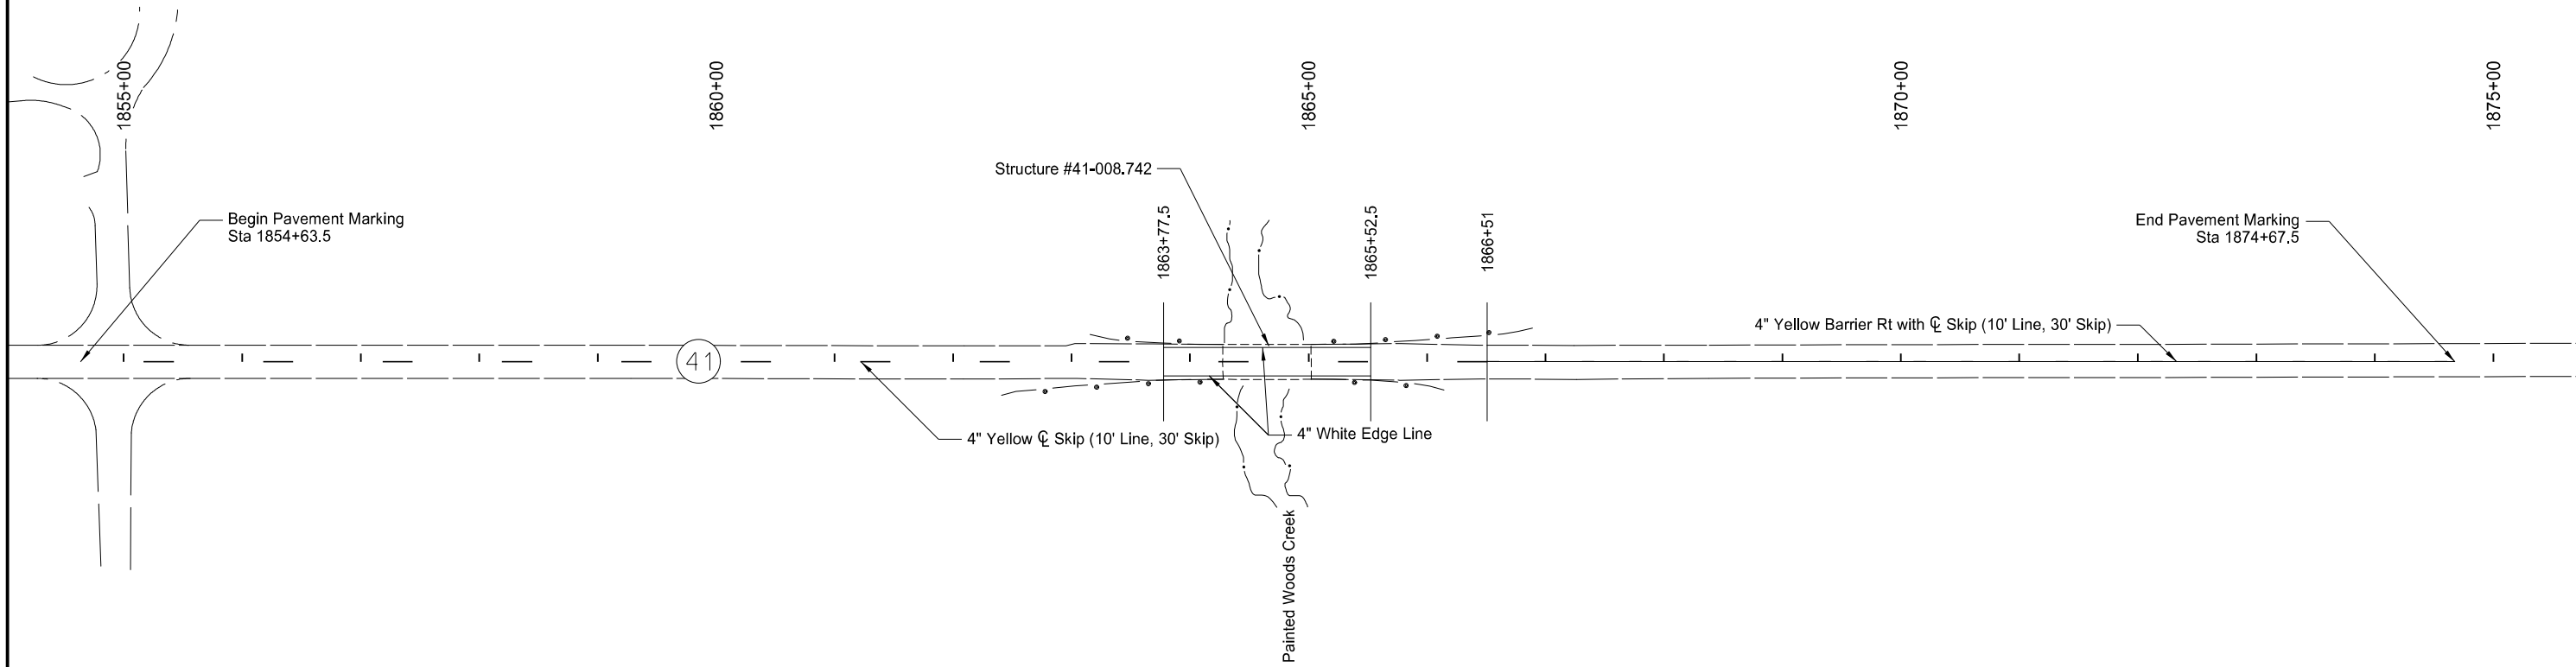 1855+00
1860+00
1865+00
1870+00
1875+00
Structure #41-008.742
Begin Pavement Marking
Sta 1854+63.5
1863+77.5
1865+52.5
1866+51
End Pavement Marking
Sta 1874+67.5
4" Yellow Barrier Rt with ℄ Skip (10' Line, 30' Skip)
41
4" Yellow ℄ Skip (10' Line, 30' Skip)
4" White Edge Line
Painted Woods Creek